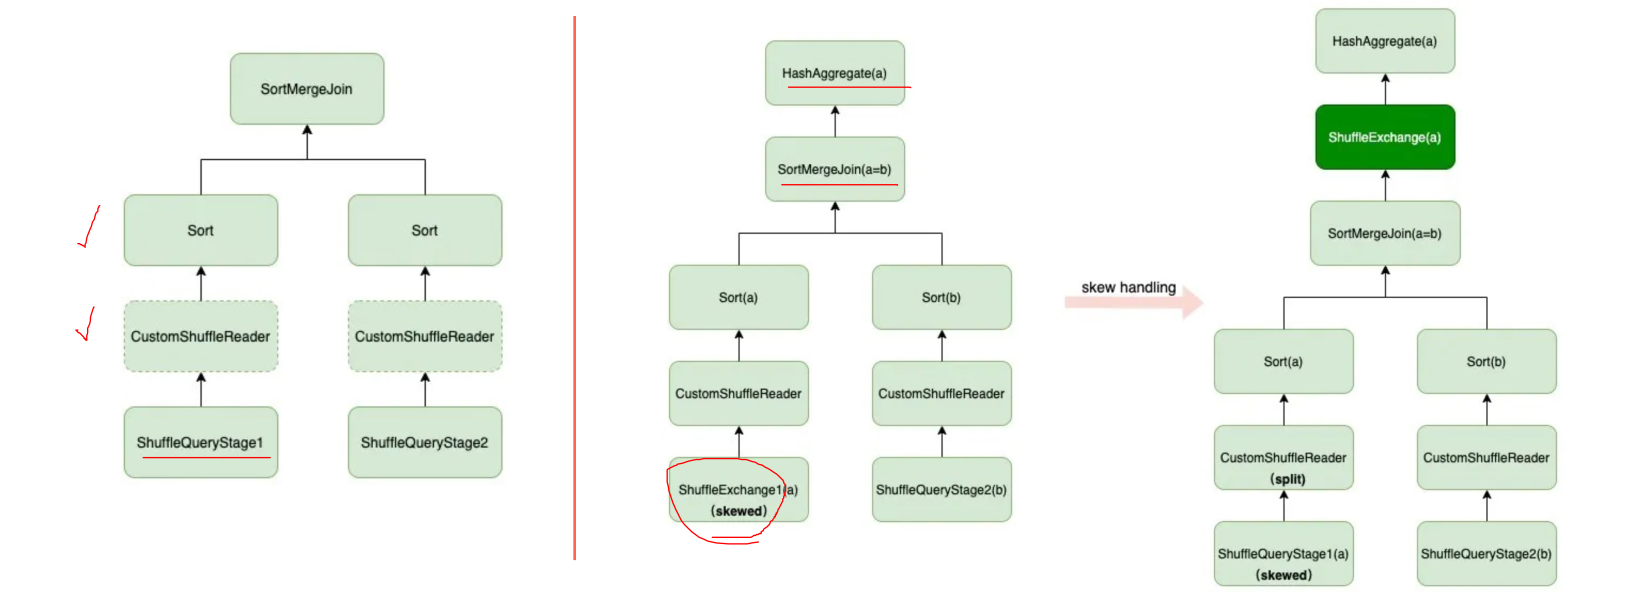 SortMergeJoin
Sort
Sort
CustomShuffleReader
CustomShuffleReader
ShuffleQueryStage1
ShuffleQueryStage2
HashAggregate(a)
SortMergeJoin(a=b)
Sort(a)
Sort(b)
CustomShuffleReader
CustomShuffleReader
ShuffleExchange1(a)
(skewed)
ShuffleQueryStage2(b)
skew handling
HashAggregate(a)
ShuffleExchange(a)
SortMergeJoin(a=b)
Sort(a)
Sort(b)
CustomShuffleReader
(split)
CustomShuffleReader
ShuffleQueryStage1(a)
(skewed)
ShuffleQueryStage2(b)